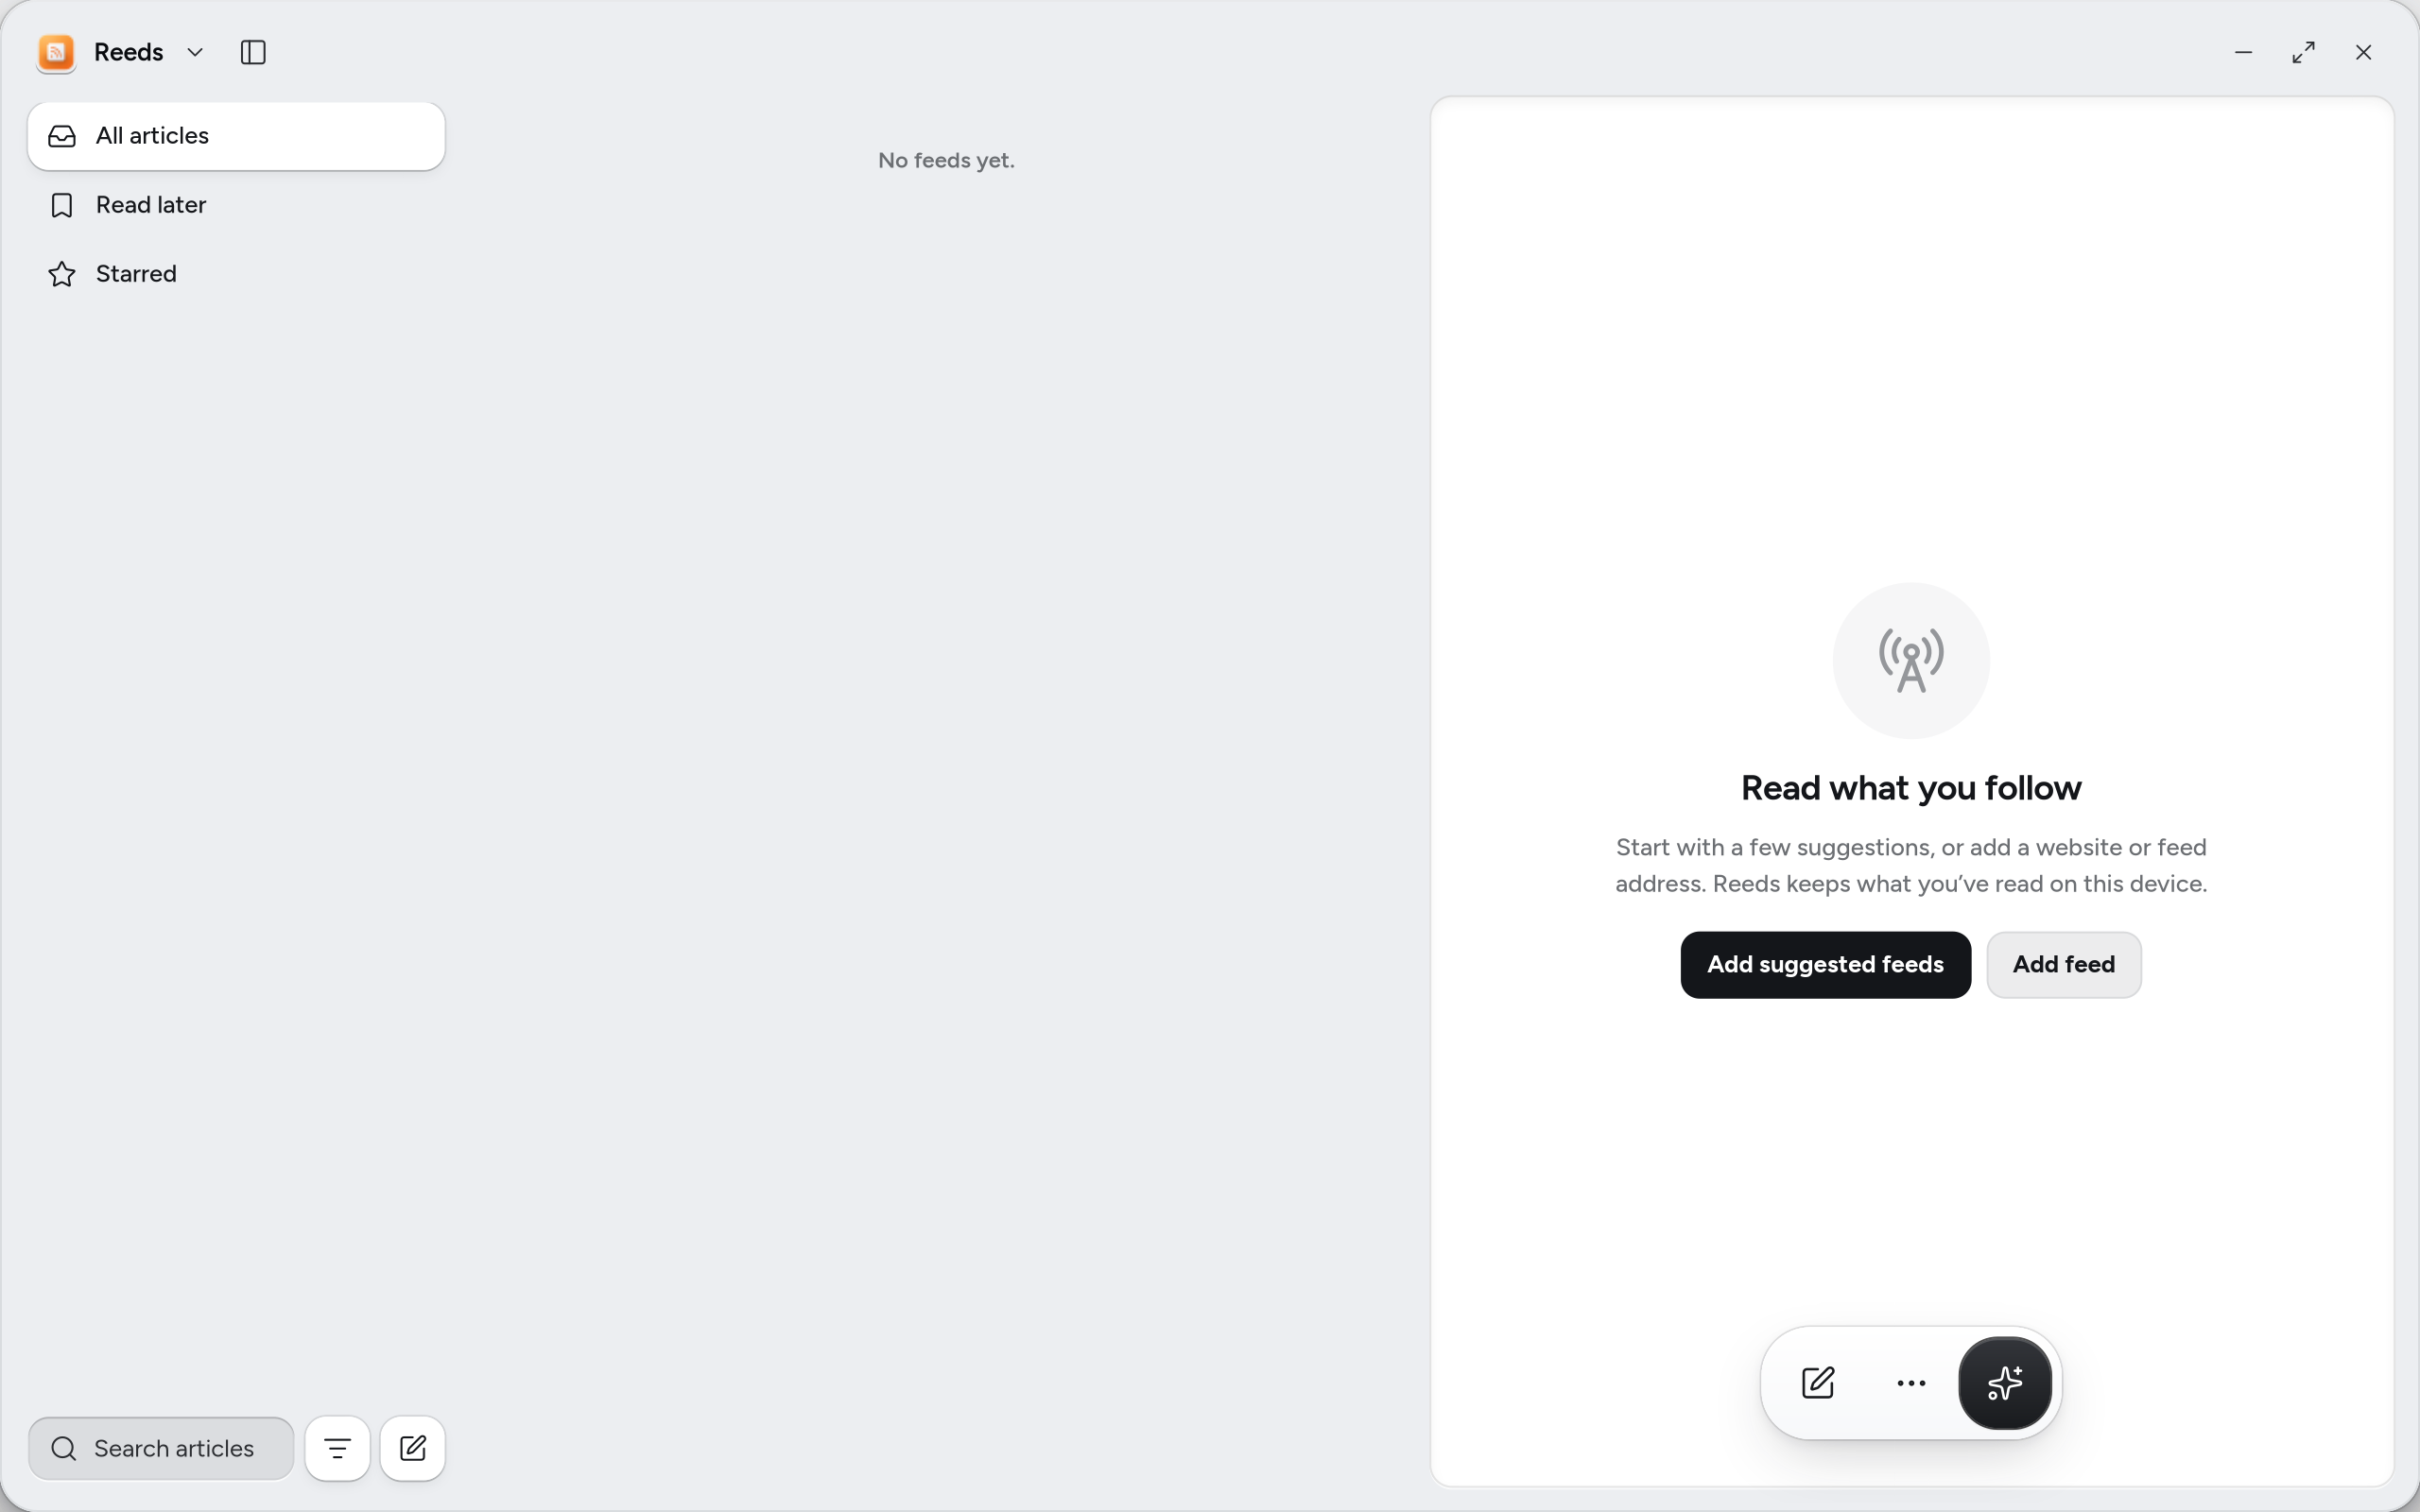 Reeds
All articles
Read later
Starred
No feeds yet.
Read what you follow
Start with a few suggestions, or add a website or feed
address. Reeds keeps what you’ve read on this device.
Add suggested feeds
Add feed
Search articles